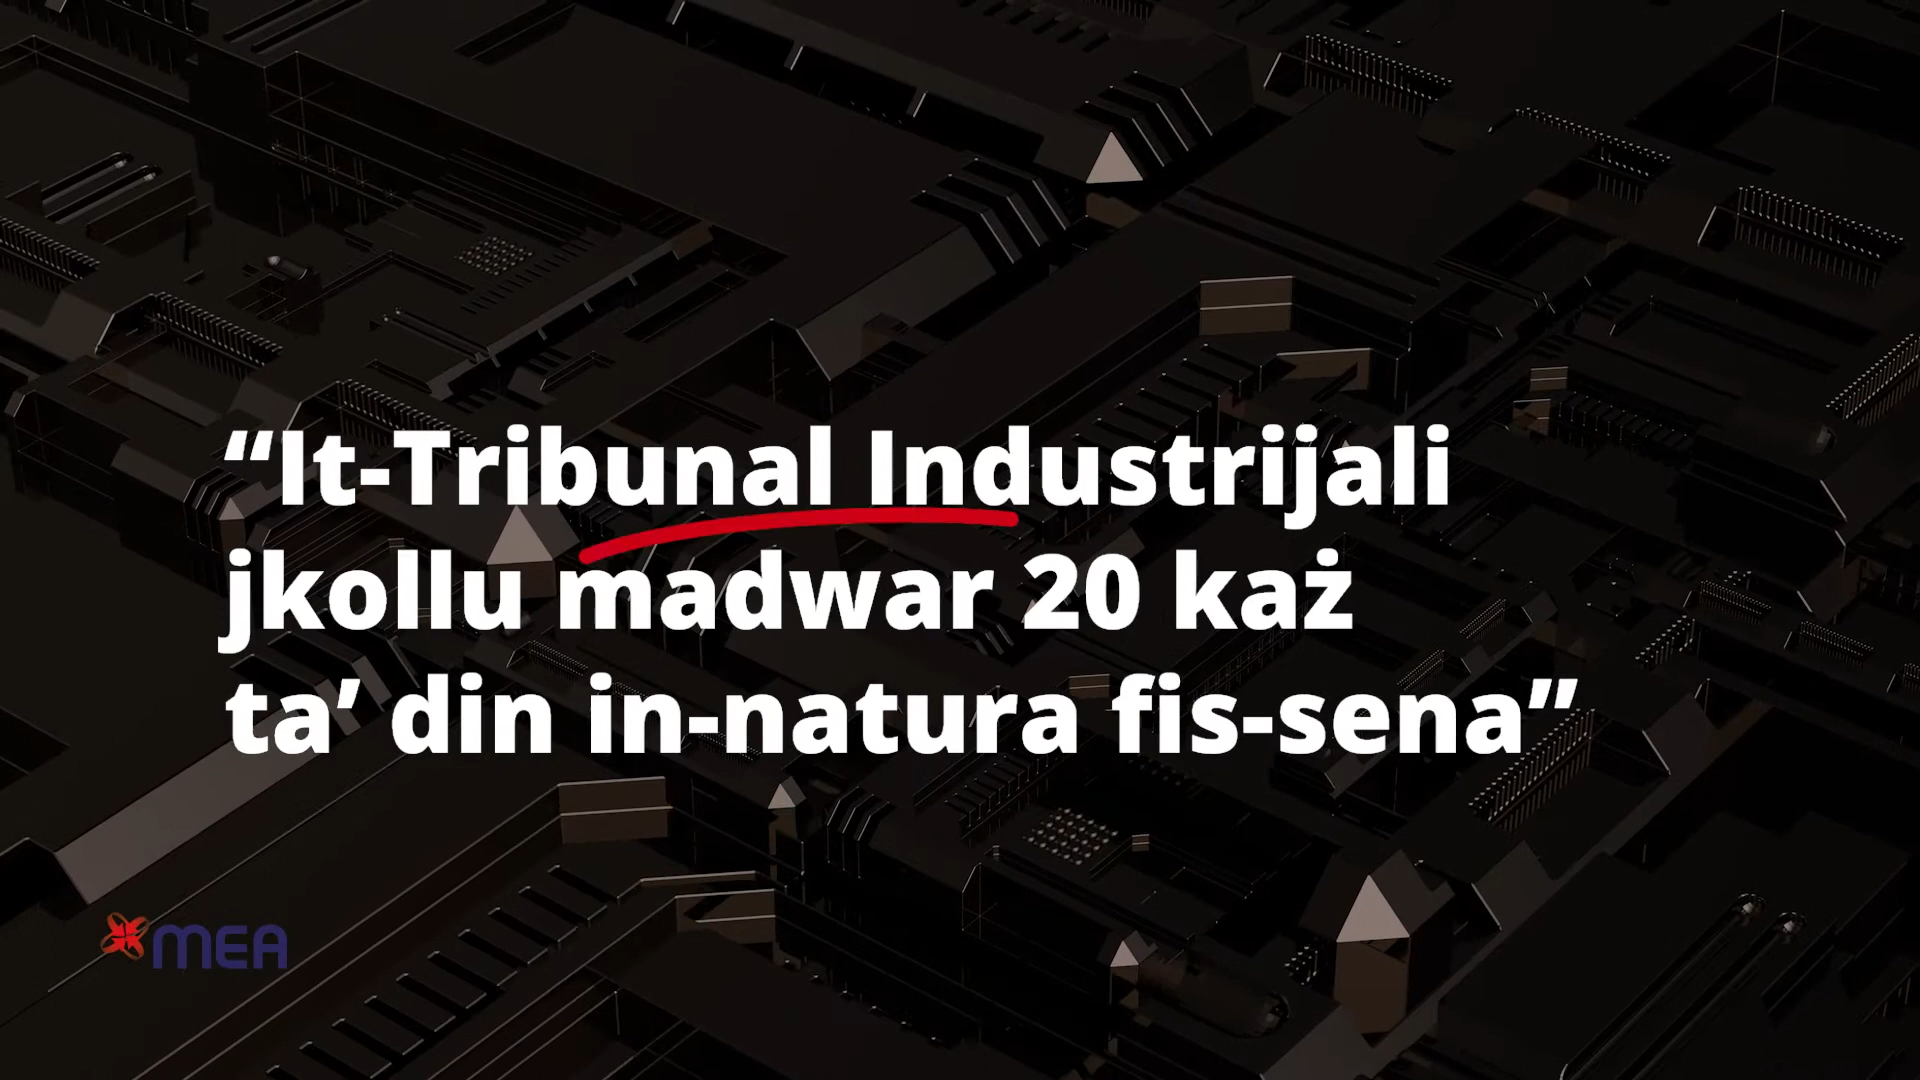 “It-Tribunal Industrijali
jkollu madwar 20 każ
ta’ din in-natura fis-sena”
MEA